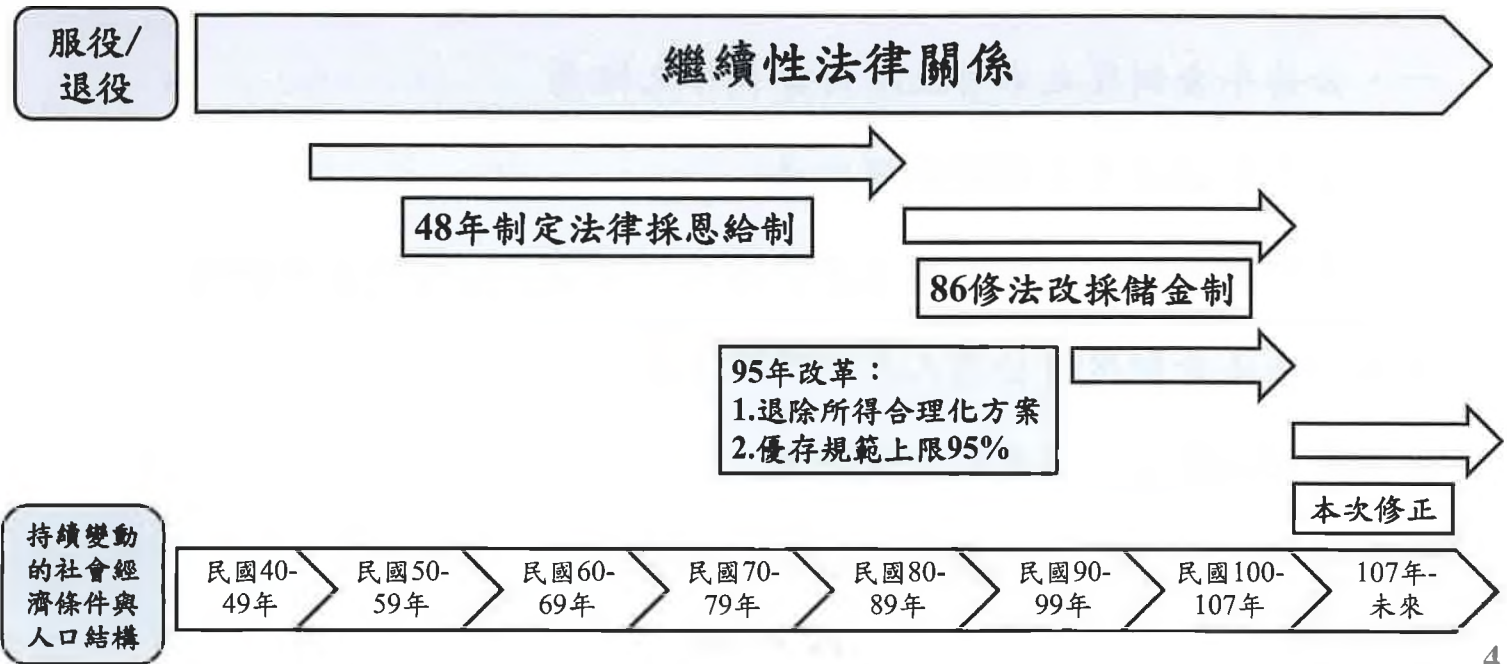 服役/
退役
繼續性法律關係
48年制定法律採恩給制
86修法改採儲金制
95年改革：
1.退除所得合理化方案
2.優存規範上限95%
本次修正
持續變動
的社會經
濟條件與
人口結構
民國40-
49年
民國50-
59年
民國60-
69年
民國70-
79年
民國80-
89年
民國90-
99年
民國100-
107年
107年-
未來
4